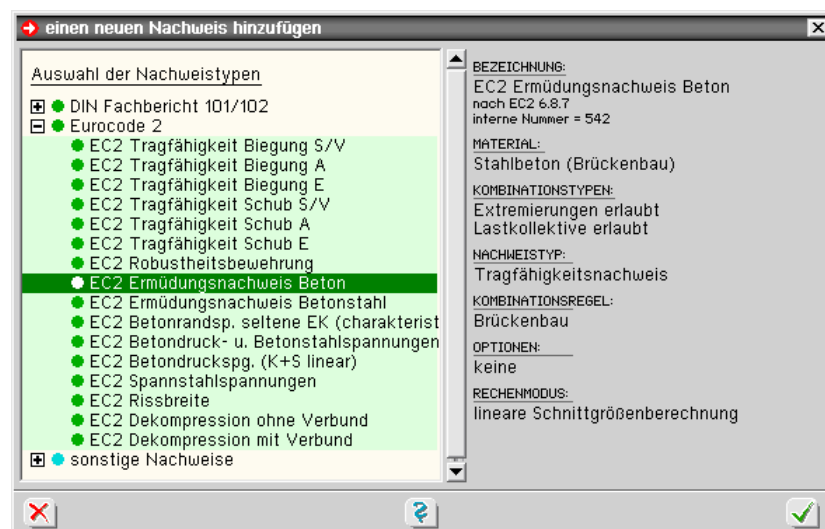 einen neuen Nachweis hinzufügen
Auswahl der Nachweistypen
DIN Fachbericht 101/102
Eurocode 2
EC2 Tragfähigkeit Biegung S/V
EC2 Tragfähigkeit Biegung A
EC2 Tragfähigkeit Biegung E
EC2 Tragfähigkeit Schub S/V
EC2 Tragfähigkeit Schub A
EC2 Tragfähigkeit Schub E
EC2 Robustheitsbewehrung
EC2 Ermüdungsnachweis Beton
EC2 Ermüdungsnachweis Betonstahl
EC2 Betonrandsp. seltene EK (charakterist
EC2 Betondruck- u. Betonstahlspannungen
EC2 Betondruckspg. (K+S linear)
EC2 Spannstahlspannungen
EC2 Rissbreite
EC2 Dekompression ohne Verbund
EC2 Dekompression mit Verbund
sonstige Nachweise
BEZEICHNUNG:
EC2 Ermüdungsnachweis Beton
nach EC2 6.8.7
interne Nummer = 542
MATERIAL:
Stahlbeton (Brückenbau)
KOMBINATIONSTYPEN:
Extremierungen erlaubt
Lastkollektive erlaubt
NACHWEISTYP:
Tragfähigkeitsnachweis
KOMBINATIONSREGEL:
Brückenbau
OPTIONEN:
keine
RECHENMODUS:
lineare Schnittgrößenberechnung